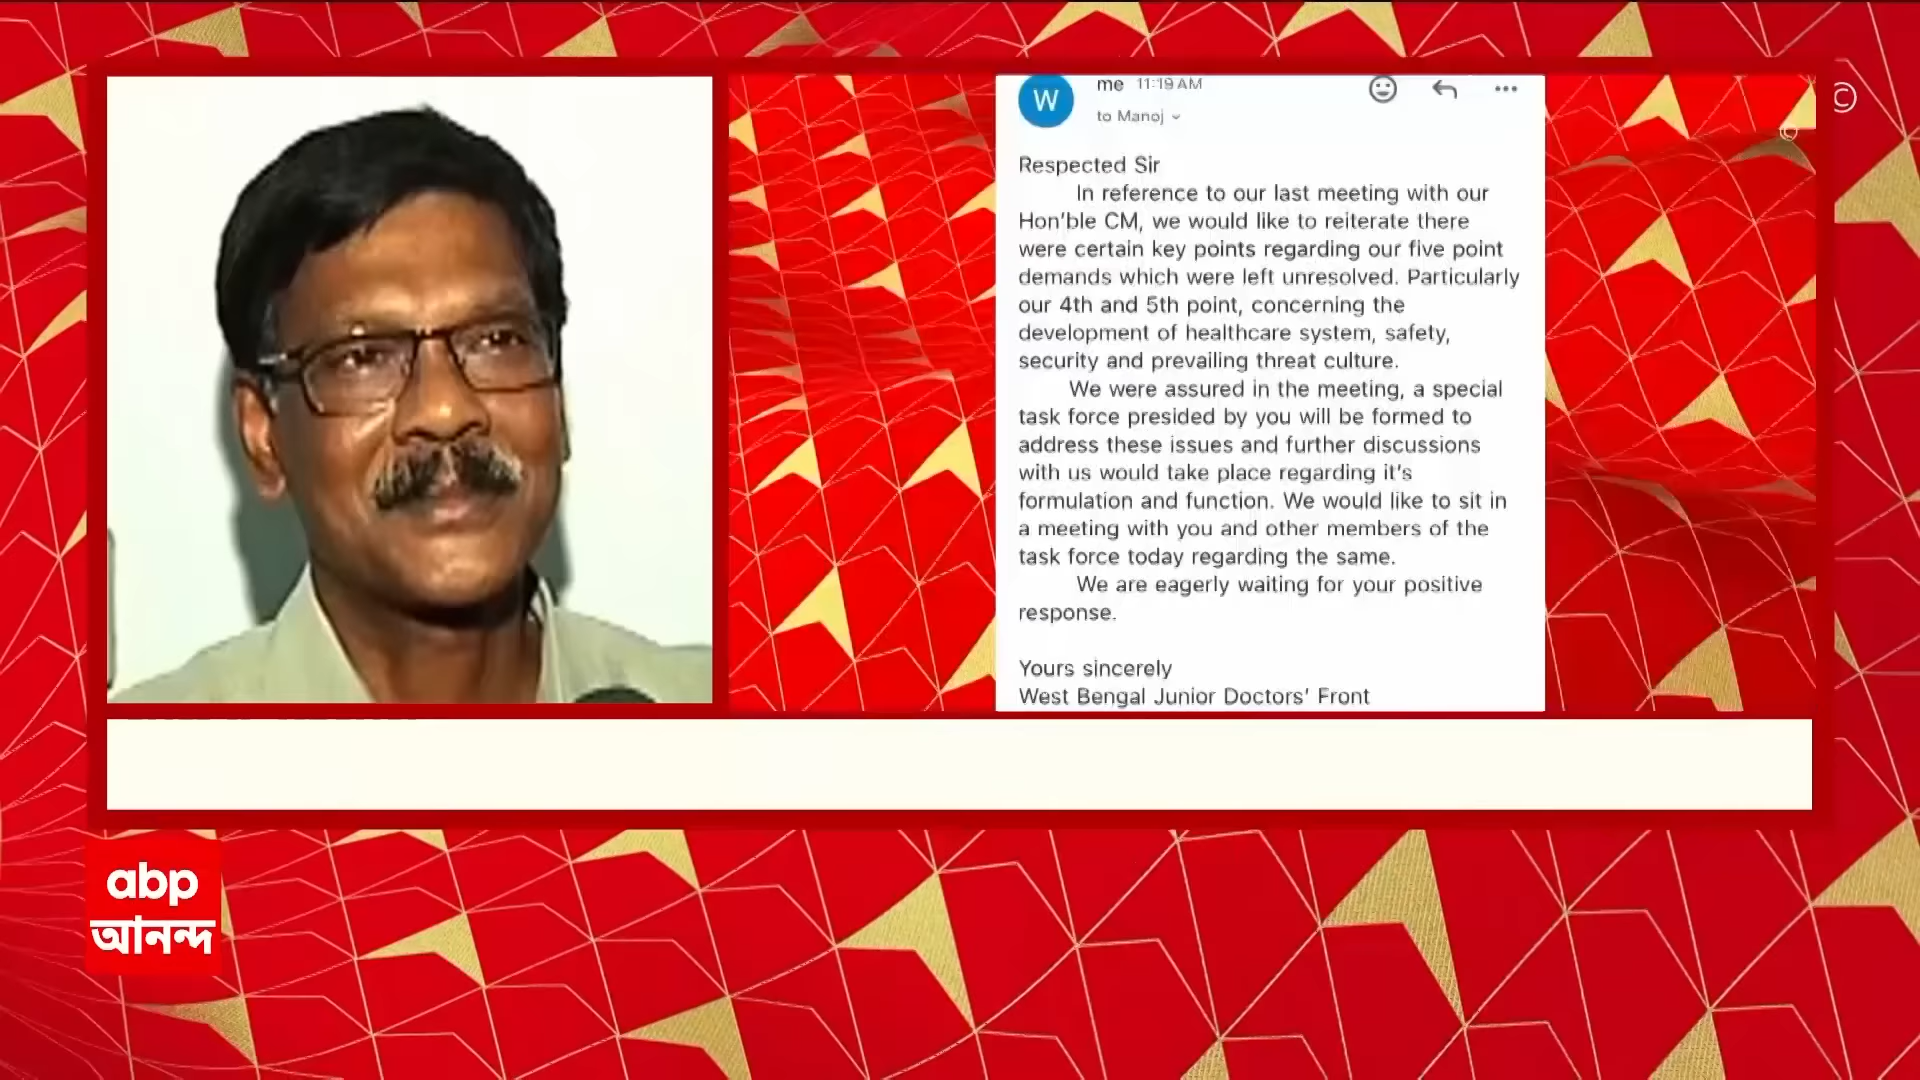 W
me 11:19 AM
to Manoj
Respected Sir
In reference to our last meeting with our
Hon'ble CM, we would like to reiterate there
were certain key points regarding our five point
demands which were left unresolved. Particularly
our 4th and 5th point, concerning the
development of healthcare system, safety,
security and prevailing threat culture.
We were assured in the meeting, a special
task force presided by you will be formed to
address these issues and further discussions
with us would take place regarding it's
formulation and function. We would like to sit in
a meeting with you and other members of the
task force today regarding the same.
We are eagerly waiting for your positive
response.
Yours sincerely
West Bengal Junior Doctors' Front
©
©
abp
আনন্দ